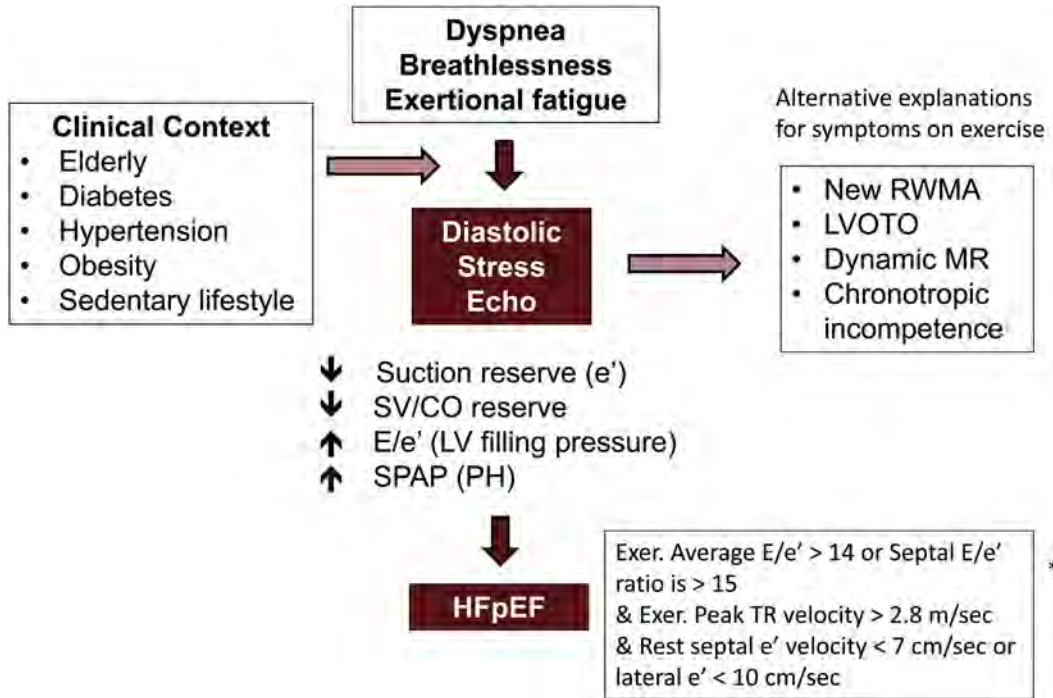 Dyspnea
Breathlessness
Exertional fatigue
Clinical Context
• Elderly
• Diabetes
• Hypertension
• Obesity
• Sedentary lifestyle
Diastolic
Stress
Echo
Alternative explanations
for symptoms on exercise
• New RWMA
• LVOTO
• Dynamic MR
• Chronotropic
incompetence
↓ Suction reserve (e’)
↓ SV/CO reserve
↑ E/e’ (LV filling pressure)
↑ SPAP (PH)
HFpEF
Exer. Average E/e’ > 14 or Septal E/e’
ratio is > 15
& Exer. Peak TR velocity > 2.8 m/sec
& Rest septal e’ velocity < 7 cm/sec or
lateral e’ < 10 cm/sec
*